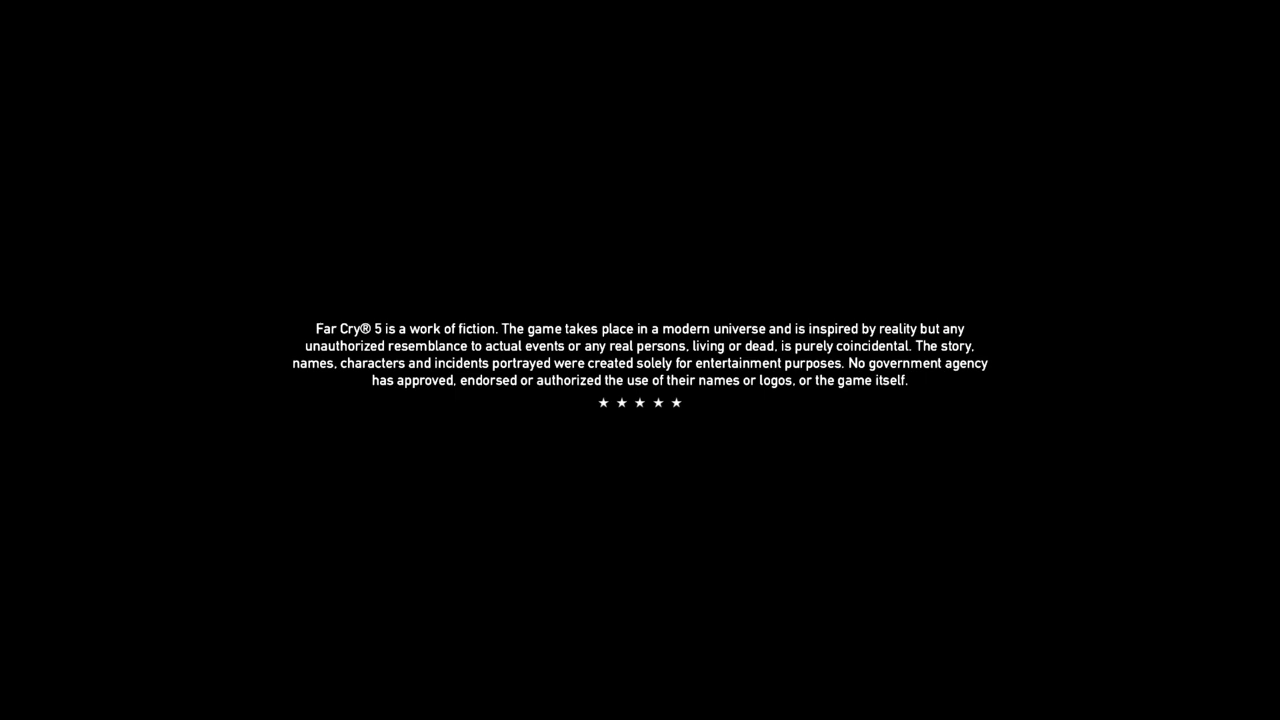 Far Cry® 5 is a work of fiction. The game takes place in a modern universe and is inspired by reality but any
unauthorized resemblance to actual events or any real persons, living or dead, is purely coincidental. The story,
names, characters and incidents portrayed were created solely for entertainment purposes. No government agency
has approved, endorsed or authorized the use of their names or logos, or the game itself.
★ ★ ★ ★ ★